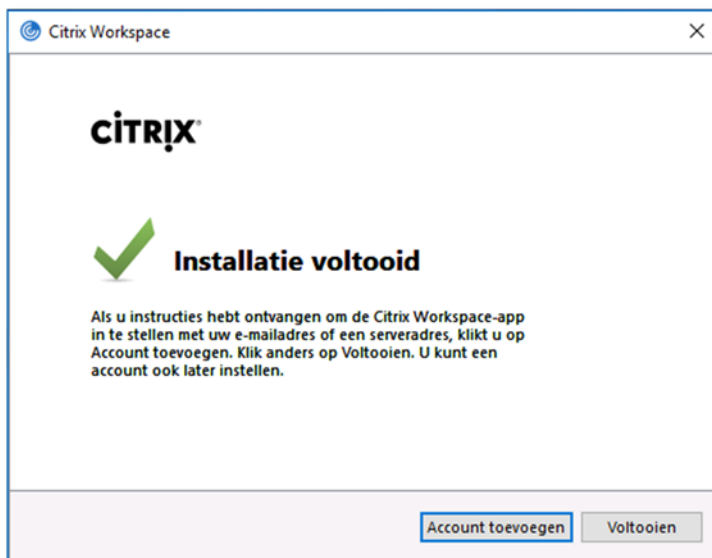 Citrix Workspace
CİTRİX®
Installatie voltooid
Als u instructies hebt ontvangen om de Citrix Workspace-app
in te stellen met uw e-mailadres of een serveradres, klikt u op
Account toevoegen. Klik anders op Voltooien. U kunt een
account ook later instellen.
Account toevoegen
Voltooien